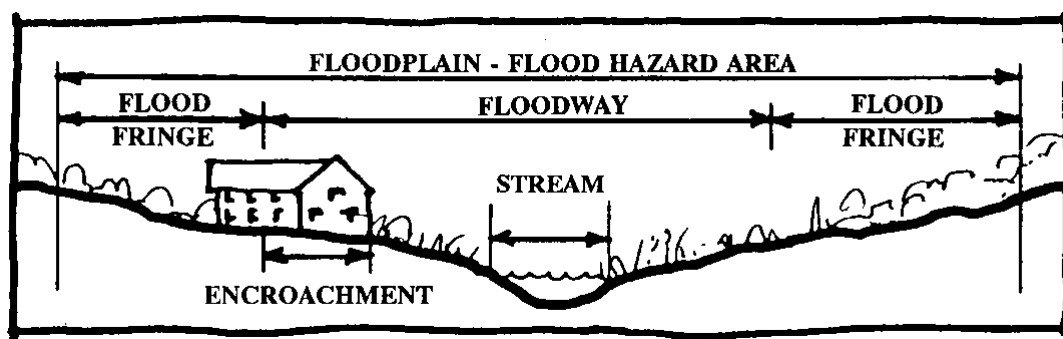 FLOODPLAIN - FLOOD HAZARD AREA
FLOOD
FRINGE
FLOODWAY
FLOOD
FRINGE
STREAM
ENCROACHMENT